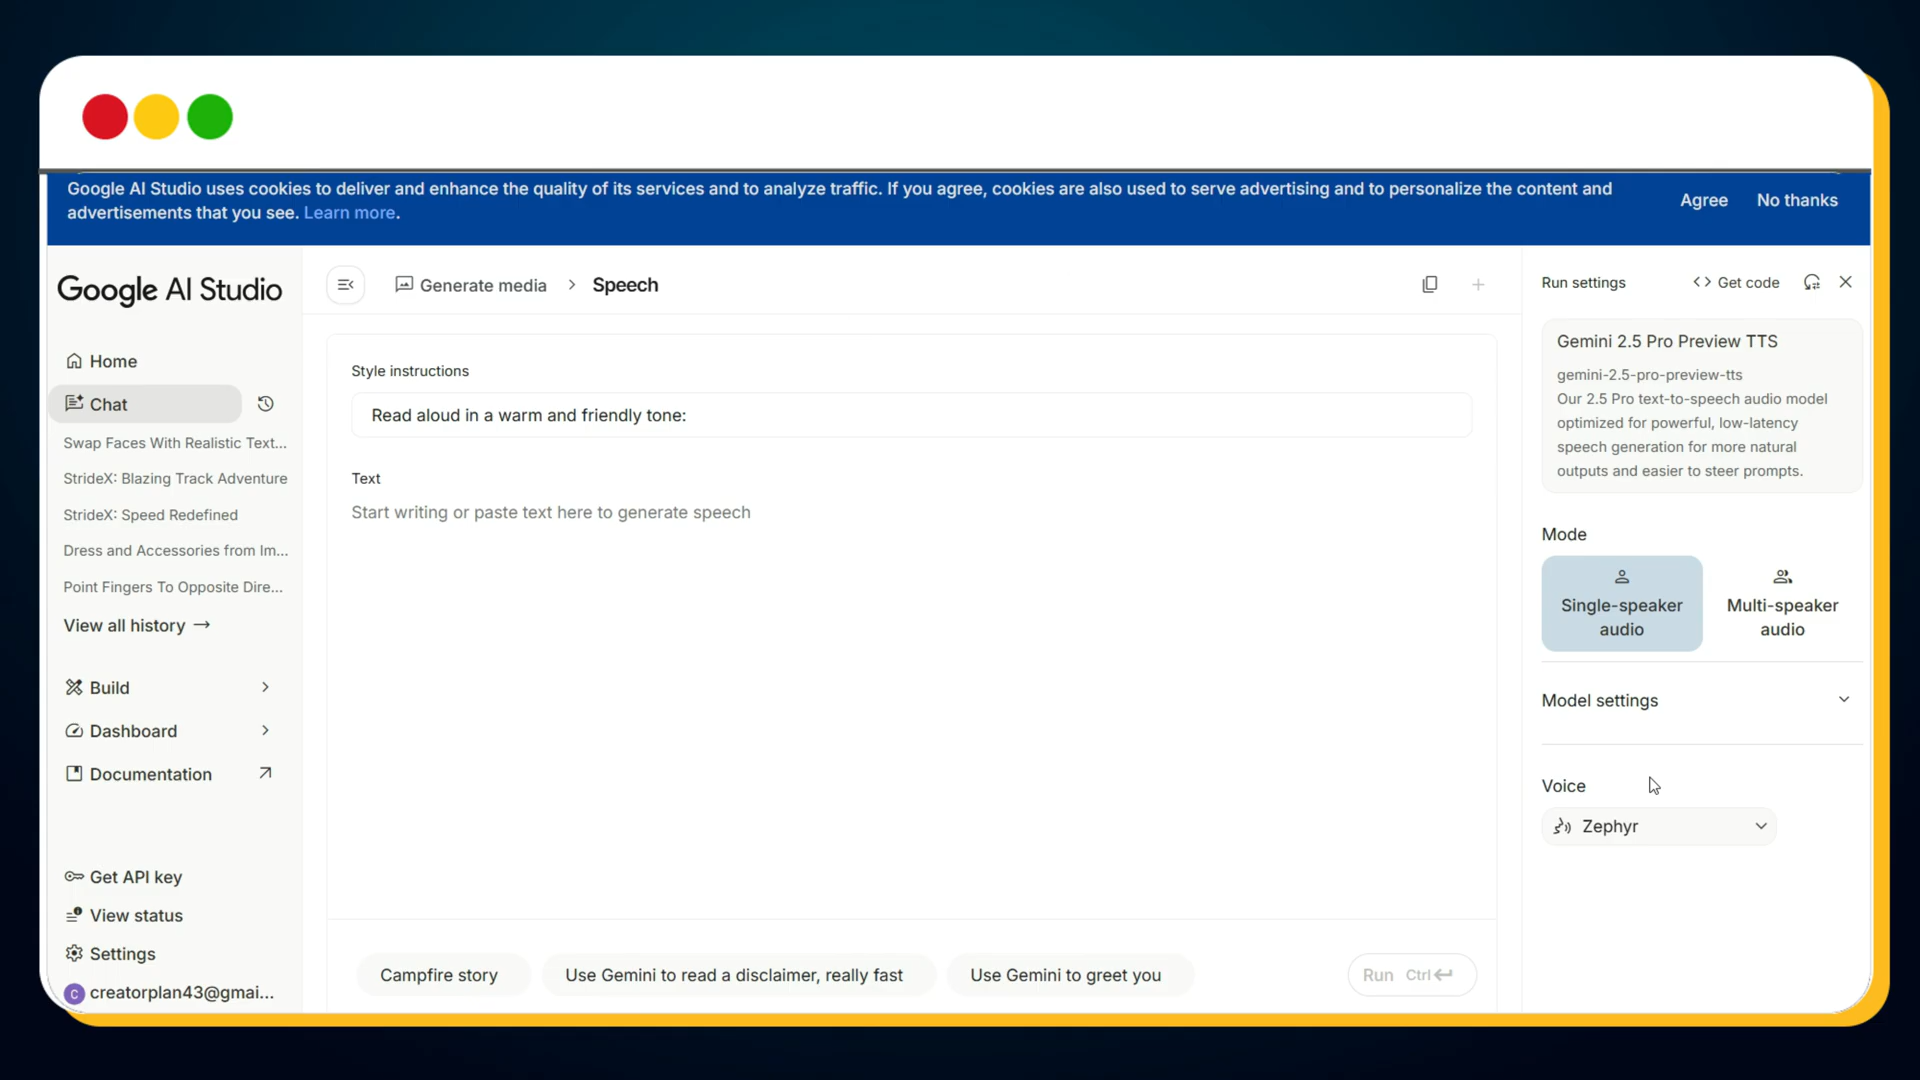 Google AI Studio uses cookies to deliver and enhance the quality of its services and to analyze traffic. If you agree, cookies are also used to serve advertising and to personalize the content and
advertisements that you see. Learn more.
Agree
No thanks
Google AI Studio
Home
Chat
Swap Faces With Realistic Text...
StrideX: Blazing Track Adventure
StrideX: Speed Redefined
Dress and Accessories from Im...
Point Fingers To Opposite Dire...
View all history →
Build
Dashboard
Documentation
Get API key
View status
Settings
C creatorplan43@gmai...
Generate media > Speech
Style instructions
Read aloud in a warm and friendly tone:
Text
Start writing or paste text here to generate speech
Campfire story
Use Gemini to read a disclaimer, really fast
Use Gemini to greet you
Run Ctrl
Run settings
<> Get code
Gemini 2.5 Pro Preview TTS
gemini-2.5-pro-preview-tts
Our 2.5 Pro text-to-speech audio model
optimized for powerful, low-latency
speech generation for more natural
outputs and easier to steer prompts.
Mode
Single-speaker
audio
Multi-speaker
audio
Model settings
Voice
Zephyr